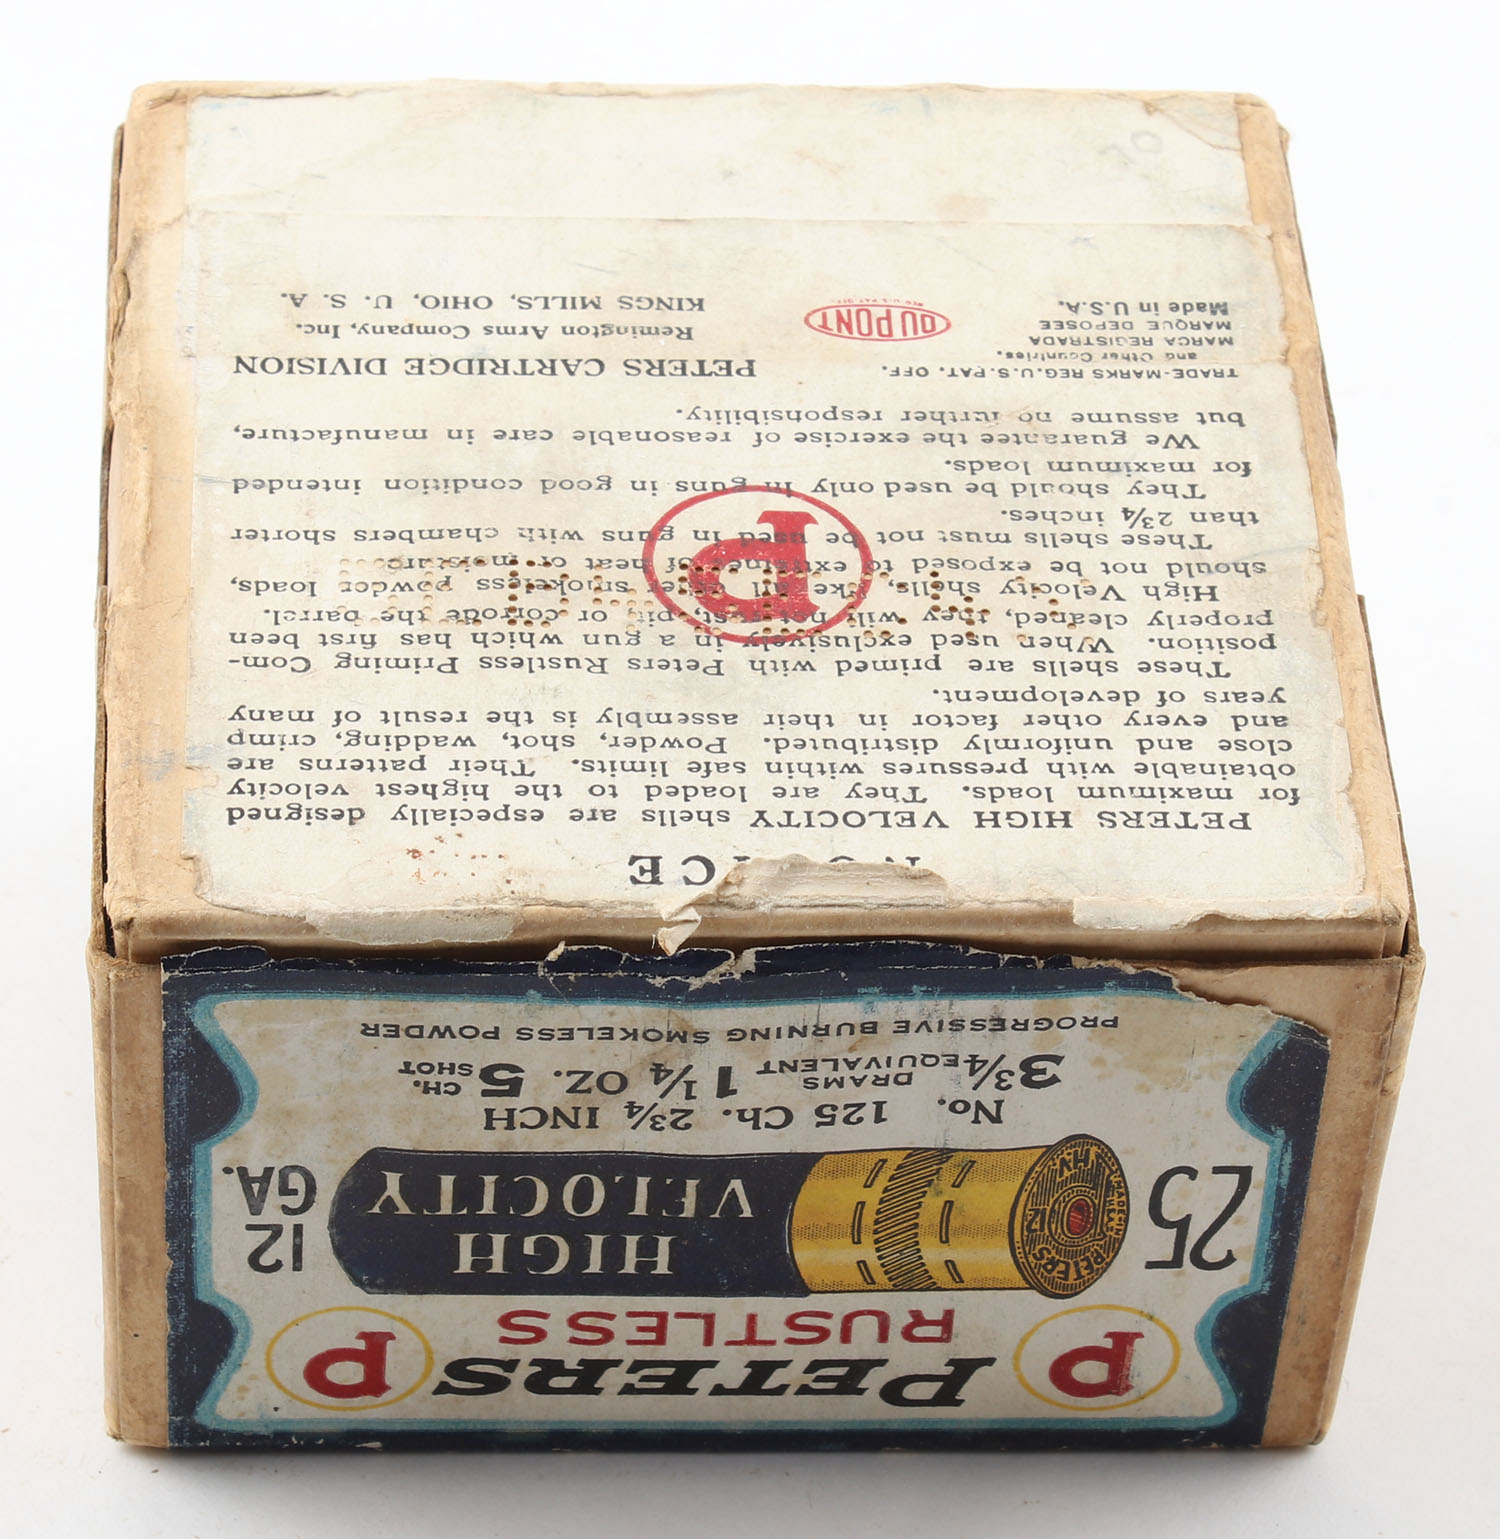 PETERS
P
P
RUSTLESS
25
12
GA.
HIGH
VELOCITY
PETERS
12
H.V.
MADE IN
No. 125 Ch. 2¾ INCH
3¾ DRAMS EQUIVALENT 1¼ OZ. 5 CH. SHOT
PROGRESSIVE BURNING SMOKELESS POWDER
PETERS HIGH VELOCITY shells are especially designed
for maximum loads. They are loaded to the highest velocity
obtainable with pressures within safe limits. Their patterns are
close and uniformly distributed. Powder, shot, wadding, crimp
and every other factor in their assembly is the result of many
years of development.
These shells are primed with Peters Rustless Priming Com-
position. When used exclusively in a gun which has first been
properly cleaned, they will not rust, pit, or corrode the barrel.
High Velocity shells, like all other smokeless powder loads,
should not be exposed to extremes of heat or moisture.
These shells must not be used in guns with chambers shorter
than 2¾ inches.
They should be used only in guns in good condition intended
for maximum loads.
We guarantee the exercise of reasonable care in manufacture,
but assume no further responsibility.
P
TRADE-MARKS REG. U.S. PAT. OFF.
and Other Countries.
MARCA REGISTRADA
MARQUE DEPOSEE
Made in U.S.A.
DU PONT
REG. U.S. PAT. OFF.
PETERS CARTRIDGE DIVISION
Remington Arms Company, Inc.
KINGS MILLS, OHIO, U. S. A.